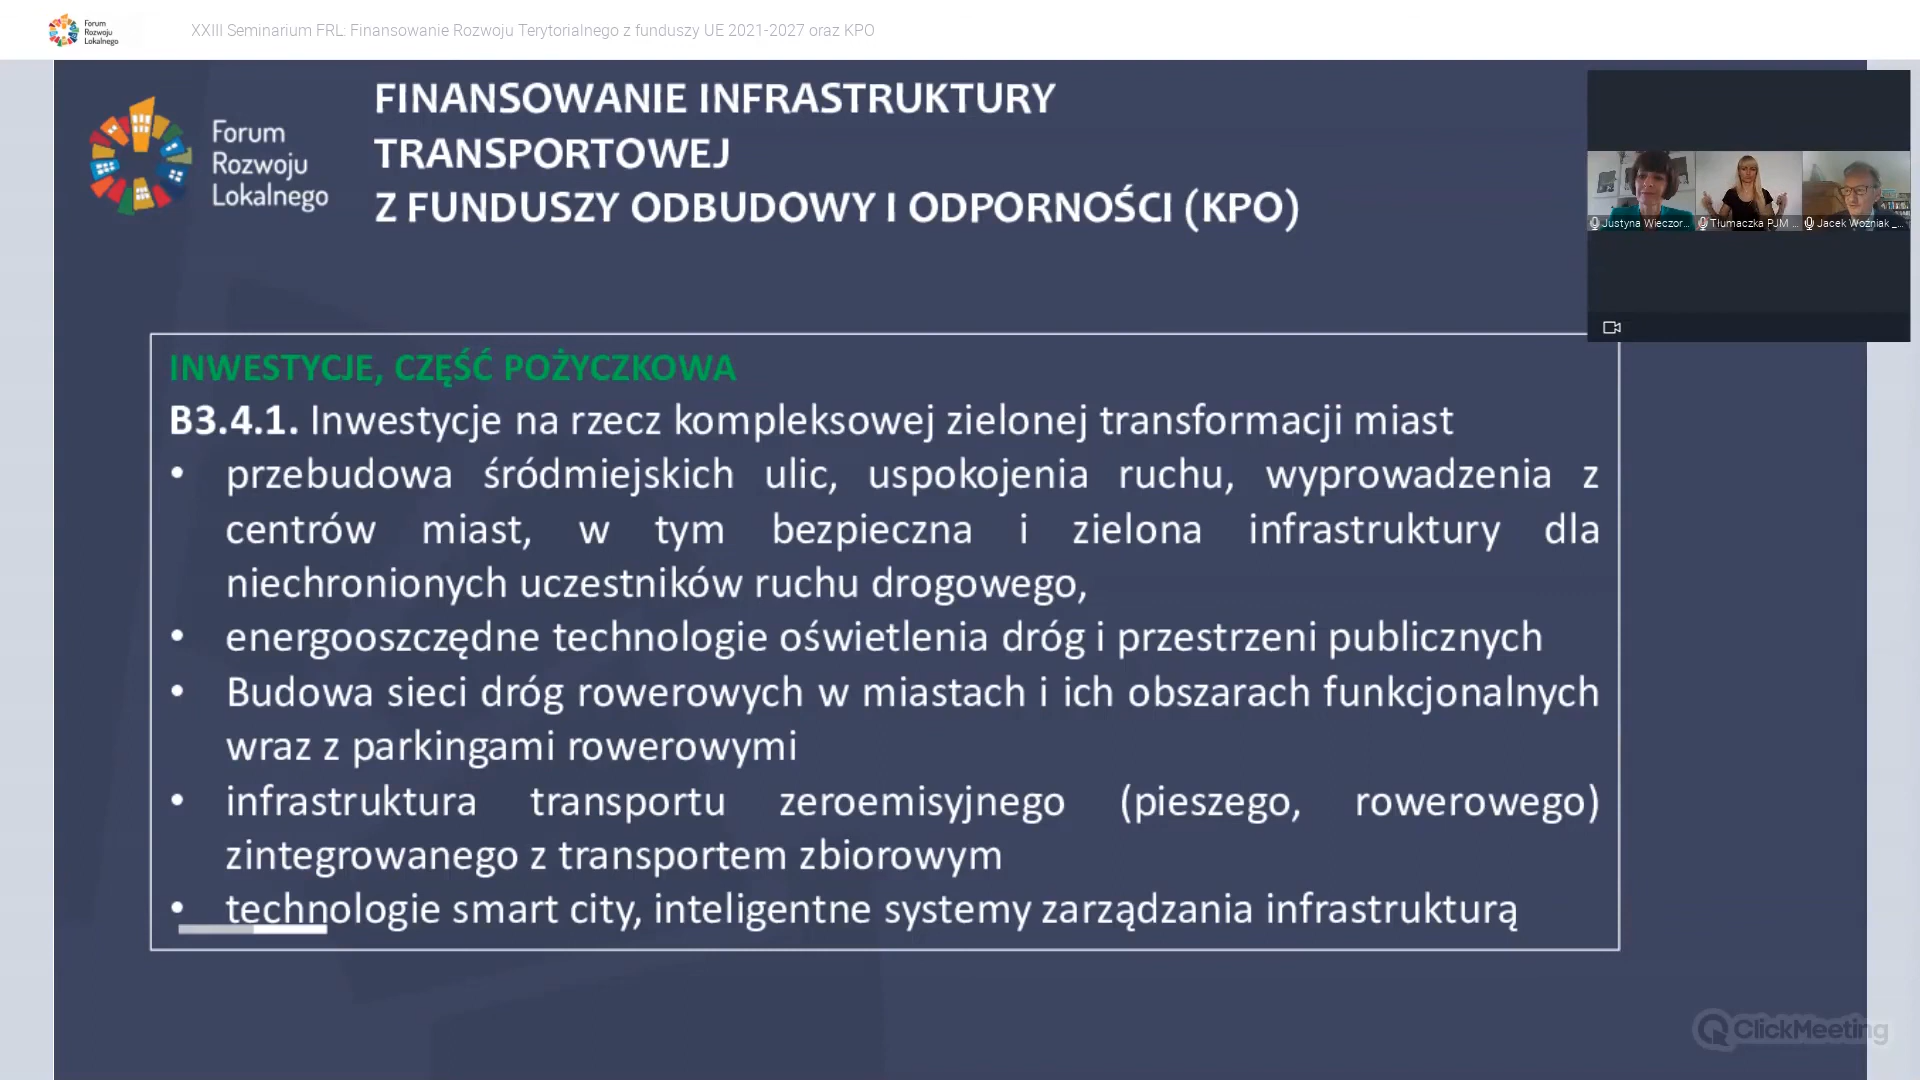 Forum
Rozwoju
Lokalnego
XXIII Seminarium FRL: Finansowanie Rozwoju Terytorialnego z funduszy UE 2021-2027 oraz KPO
Forum
Rozwoju
Lokalnego
FINANSOWANIE INFRASTRUKTURY
TRANSPORTOWEJ
Z FUNDUSZY ODBUDOWY I ODPORNOŚCI (KPO)
Justyna Wieczor...
Tłumaczka PJM ...
Jacek Woźniak _...
INWESTYCJE, CZĘŚĆ POŻYCZKOWA
B3.4.1. Inwestycje na rzecz kompleksowej zielonej transformacji miast
• przebudowa śródmiejskich ulic, uspokojenia ruchu, wyprowadzenia z
centrów miast, w tym bezpieczna i zielona infrastruktury dla
niechronionych uczestników ruchu drogowego,
• energooszczędne technologie oświetlenia dróg i przestrzeni publicznych
• Budowa sieci dróg rowerowych w miastach i ich obszarach funkcjonalnych
wraz z parkingami rowerowymi
• infrastruktura transportu zeroemisyjnego (pieszego, rowerowego)
zintegrowanego z transportem zbiorowym
• technologie smart city, inteligentne systemy zarządzania infrastrukturą
ClickMeeting